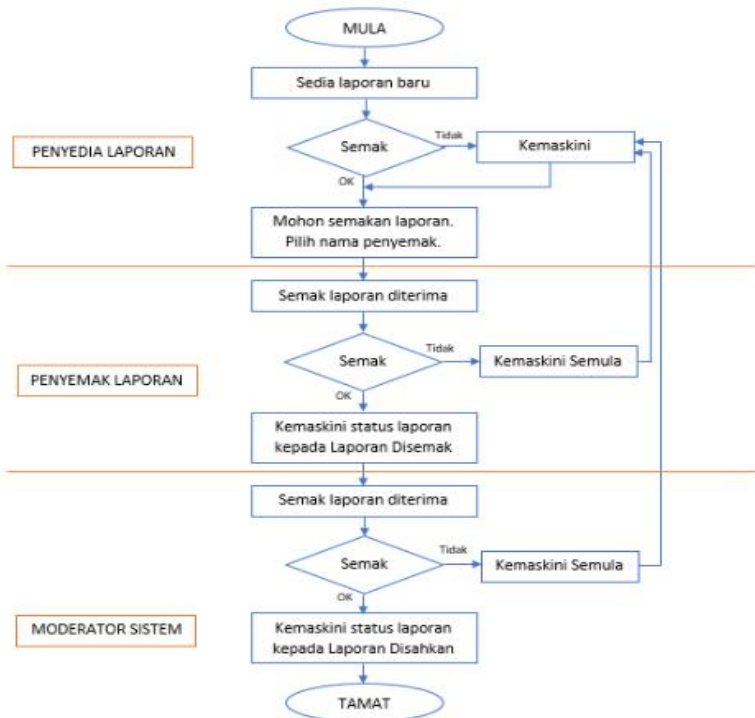 MULA
Sedia laporan baru
PENYEDIA LAPORAN
Semak
Tidak
Kemaskini
OK
Mohon semakan laporan.
Pilih nama penyemak.
Semak laporan diterima
PENYEMAK LAPORAN
Semak
Tidak
Kemaskini Semula
OK
Kemaskini status laporan
kepada Laporan Disemak
Semak laporan diterima
Semak
Tidak
Kemaskini Semula
OK
MODERATOR SISTEM
Kemaskini status laporan
kepada Laporan Disahkan
TAMAT